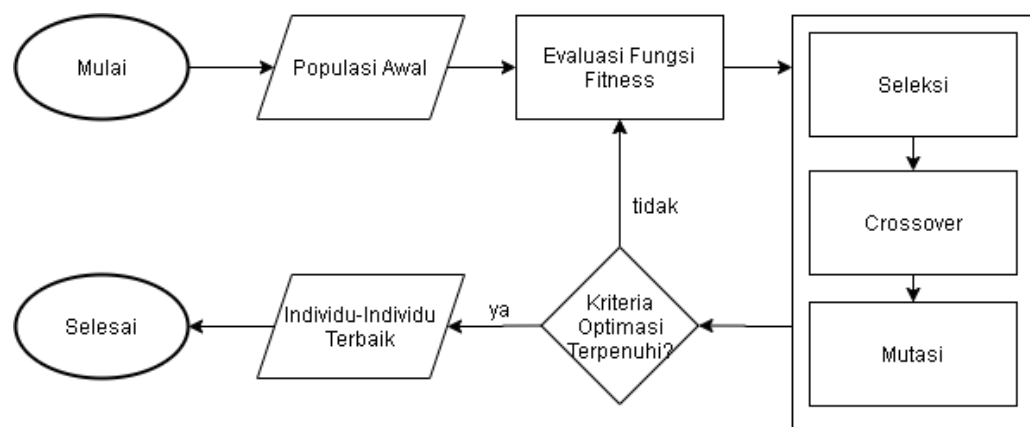 Mulai
Populasi Awal
Evaluasi Fungsi
Fitness
Seleksi
Crossover
Mutasi
tidak
Kriteria
Optimasi
Terpenuhi?
ya
Individu-Individu
Terbaik
Selesai